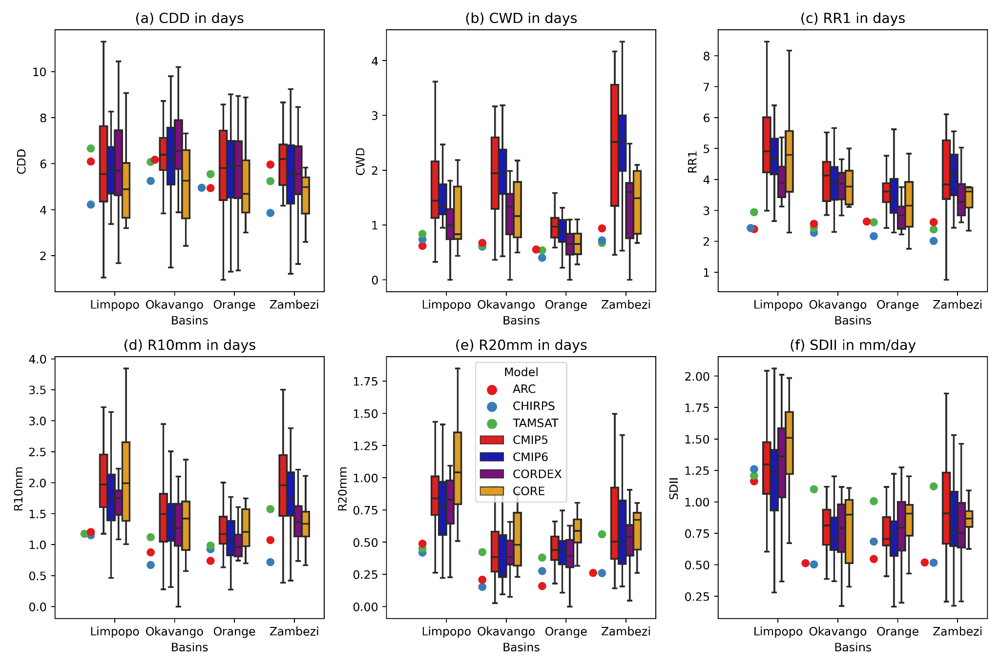 (a) CDD in days
CDD
10
8
6
4
2
Limpopo Okavango Orange Zambezi
Basins
(b) CWD in days
CWD
4
3
2
1
0
Limpopo Okavango Orange Zambezi
Basins
(c) RR1 in days
RR1
8
7
6
5
4
3
2
1
Limpopo Okavango Orange Zambezi
Basins
(d) R10mm in days
R10mm
4.0
3.5
3.0
2.5
2.0
1.5
1.0
0.5
0.0
Limpopo Okavango Orange Zambezi
Basins
(e) R20mm in days
R20mm
1.75
1.50
1.25
1.00
0.75
0.50
0.25
0.00
Model
ARC
CHIRPS
TAMSAT
CMIP5
CMIP6
CORDEX
CORE
Limpopo Okavango Orange Zambezi
Basins
(f) SDII in mm/day
SDII
2.00
1.75
1.50
1.25
1.00
0.75
0.50
0.25
Limpopo Okavango Orange Zambezi
Basins